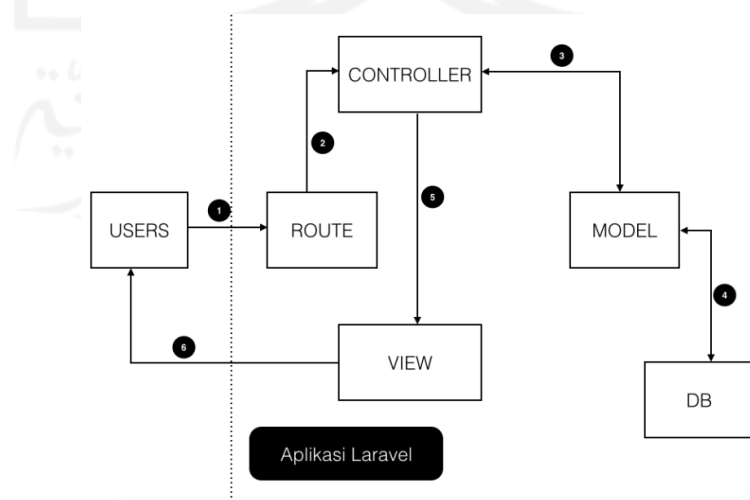 CONTROLLER
3
2
1
USERS
ROUTE
5
MODEL
4
6
VIEW
DB
Aplikasi Laravel